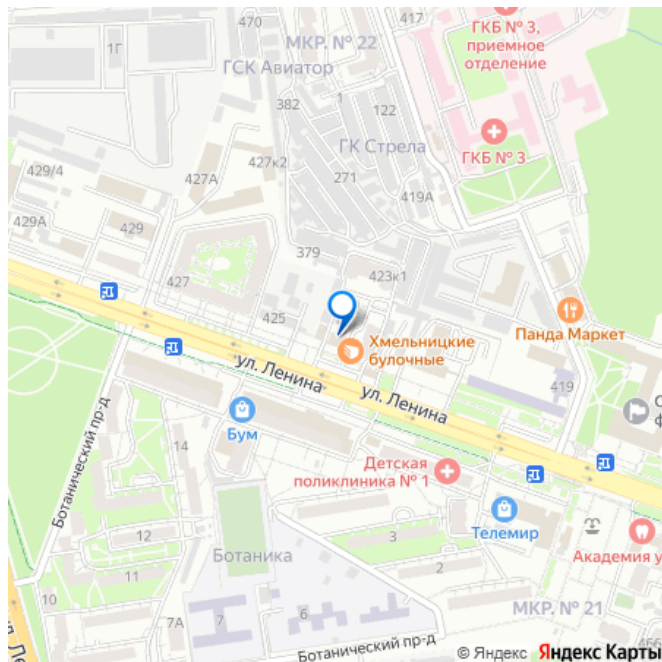 470
417
ГКБ № 3,
приемное
отделение
МКР. № 22
1Г
ГСК Авиатор
382
1
122
ГК Стрела
ГКБ № 3
429/4
427к2
427А
271
419А
429А
429
379
423к1
427
425
Панда Маркет
Хмельницкие
булочные
ул. Ленина
ул. Ленина
419
С
ф
Бум
14
Ботанический пр-д
Детская
поликлиника № 1
12
Ботаника
3
Телемир
Академия у
11
2
10
7
6
7А
МКР. № 21
Ботанический пр-д
© Яндекс Яндекс Карты